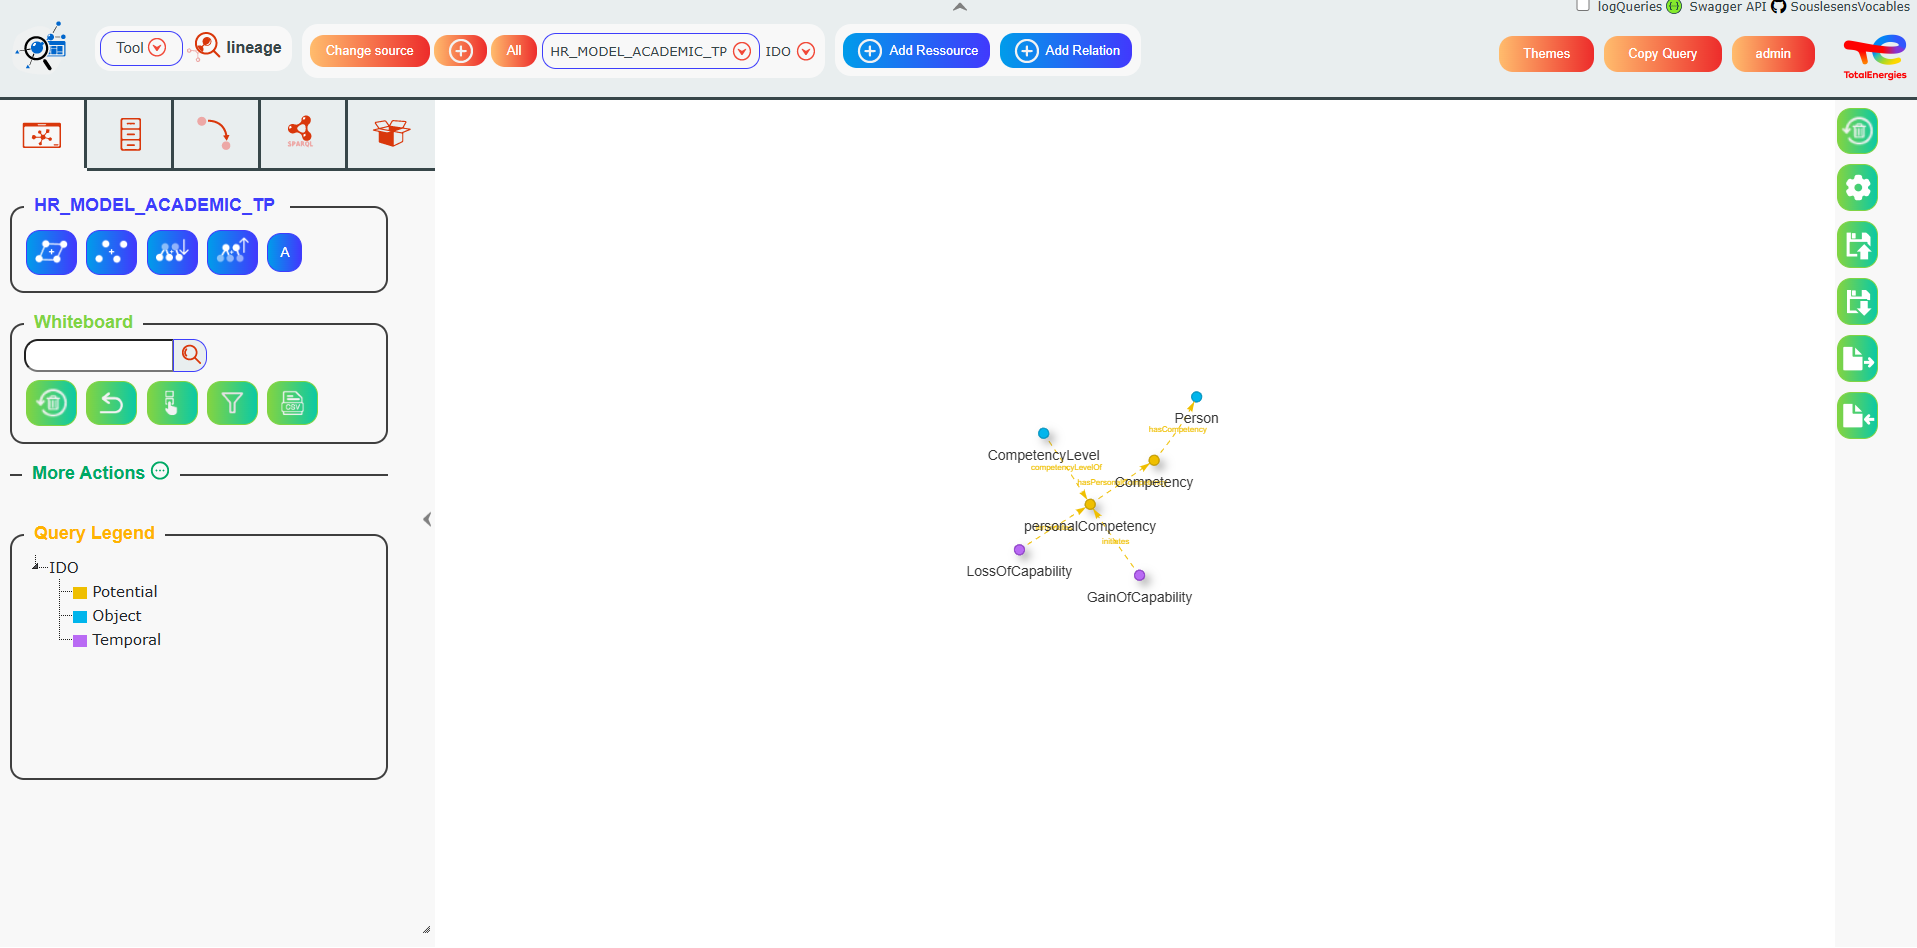 logQueries Swagger API SouslesensVocables
Tool lineage Change source All HR_MODEL_ACADEMIC_TP IDO Add Ressource Add Relation Themes Copy Query admin
TotalEnergies
SPARQL
HR_MODEL_ACADEMIC_TP
A
Whiteboard
CSV
More Actions
Query Legend
IDO
Potential
Object
Temporal
Person
hasCompetency
CompetencyLevel
competencyLevelOf
Competency
personalCompetency
initiates
LossOfCapability
GainOfCapability